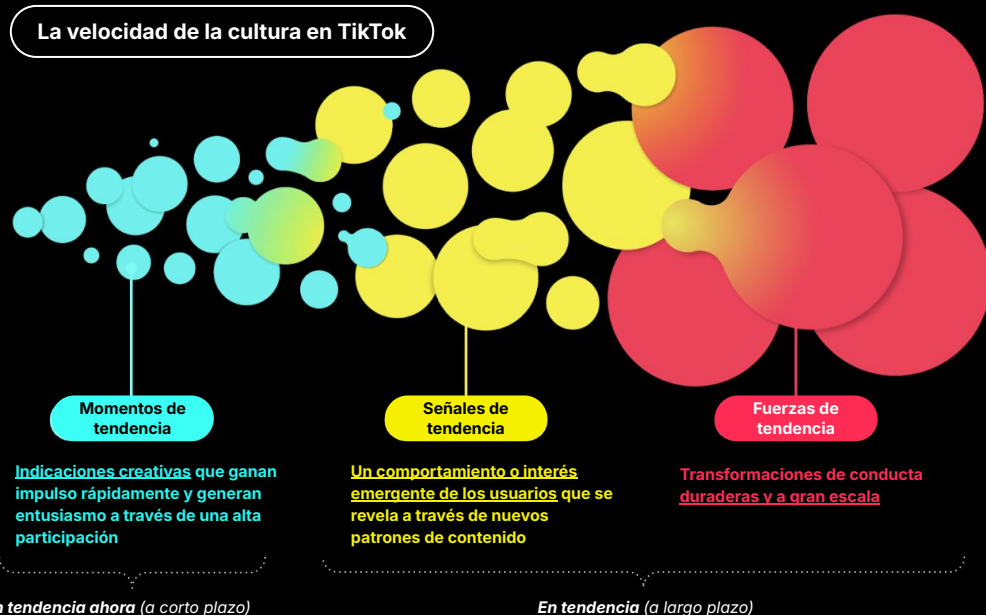 La velocidad de la cultura en TikTok
Momentos de
tendencia
Señales de
tendencia
Fuerzas de
tendencia
Indicaciones creativas que ganan
impulso rápidamente y generan
entusiasmo a través de una alta
participación
Un comportamiento o interés
emergente de los usuarios que se
revela a través de nuevos
patrones de contenido
Transformaciones de conducta
duraderas y a gran escala
n tendencia ahora (a corto plazo)
En tendencia (a largo plazo)